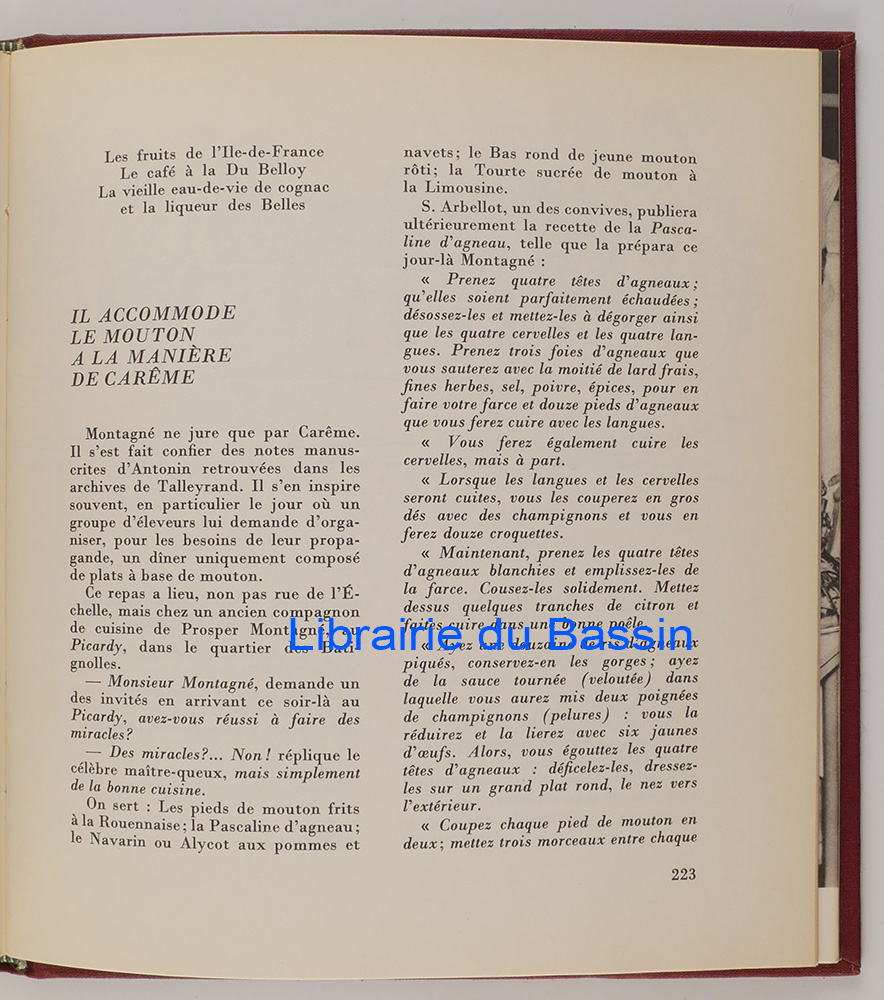 Les fruits de l'Ile-de-France
Le café à la Du Belloy
La vieille eau-de-vie de cognac
et la liqueur des Belles
IL ACCOMMODE
LE MOUTON
A LA MANIÈRE
DE CARÊME
Montagné ne jure que par Carême.
Il s'est fait confier des notes manus-
crites d'Antonin retrouvées dans les
archives de Talleyrand. Il s'en inspire
souvent, en particulier le jour où un
groupe d'éleveurs lui demande d'orga-
niser, pour les besoins de leur propa-
gande, un dîner uniquement composé
de plats à base de mouton.
Ce repas a lieu, non pas rue de l'É-
chelle, mais chez un ancien compagnon
de cuisine de Prosper Montagné, au
Picardy, dans le quartier des Bati-
gnolles.
— Monsieur Montagné, demande un
des invités en arrivant ce soir-là au
Picardy, avez-vous réussi à faire des
miracles?
— Des miracles?... Non! réplique le
célèbre maître-queux, mais simplement
de la bonne cuisine.
On sert : Les pieds de mouton frits
à la Rouennaise; la Pascaline d'agneau;
le Navarin ou Alycot aux pommes et
navets; le Bas rond de jeune mouton
rôti; la Tourte sucrée de mouton à
la Limousine.
S. Arbellot, un des convives, publiera
ultérieurement la recette de la Pasca-
line d'agneau, telle que la prépara ce
jour-là Montagné :
« Prenez quatre têtes d'agneaux;
qu'elles soient parfaitement échaudées;
désossez-les et mettez-les à dégorger ainsi
que les quatre cervelles et les quatre lan-
gues. Prenez trois foies d'agneaux que
vous sauterez avec la moitié de lard frais,
fines herbes, sel, poivre, épices, pour en
faire votre farce et douze pieds d'agneaux
que vous ferez cuire avec les langues.
« Vous ferez également cuire les
cervelles, mais à part.
« Lorsque les langues et les cervelles
seront cuites, vous les couperez en gros
dés avec des champignons et vous en
ferez douze croquettes.
« Maintenant, prenez les quatre têtes
d'agneaux blanchies et emplissez-les de
la farce. Cousez-les solidement. Mettez
dessus quelques tranches de citron et
faites cuire dans une bonne poêle.
« Ayez une douzaine de ris d'agneaux
piqués, conservez-en les gorges; ayez
de la sauce tournée (veloutée) dans
laquelle vous aurez mis deux poignées
de champignons (pelures) : vous la
réduirez et la lierez avec six jaunes
d'œufs. Alors, vous égouttez les quatre
têtes d'agneaux : déficelez-les, dressez-
les sur un grand plat rond, le nez vers
l'extérieur.
« Coupez chaque pied de mouton en
deux; mettez trois morceaux entre chaque
223
Librairie du Bassin